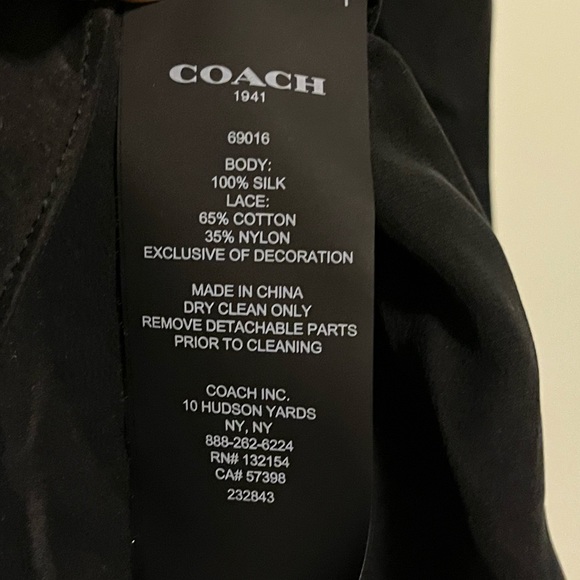 COACH
1941
69016
BODY:
100% SILK
LACE:
65% COTTON
35% NYLON
EXCLUSIVE OF DECORATION
MADE IN CHINA
DRY CLEAN ONLY
REMOVE DETACHABLE PARTS
PRIOR TO CLEANING
COACH INC.
10 HUDSON YARDS
NY, NY
888-262-6224
RN# 132154
CA# 57398
232843